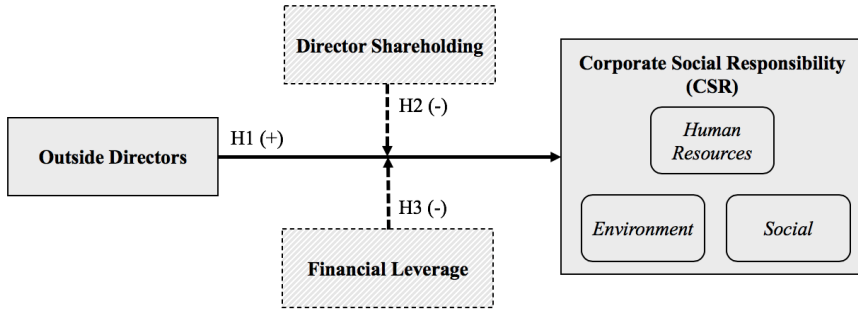 Director Shareholding
Corporate Social Responsibility
(CSR)
H2 (-)
Human
Resources
H1 (+)
Outside Directors
H3 (-)
Environment
Social
Financial Leverage